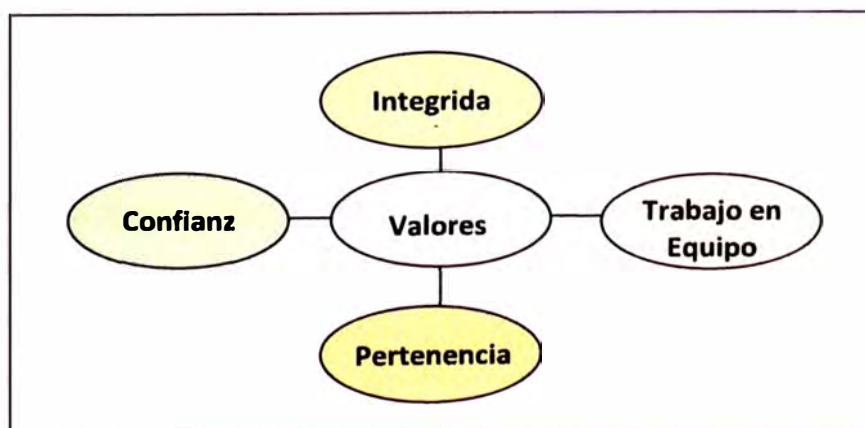 Integrida
Confianz
Valores
Trabajo en
Equipo
Pertenencia